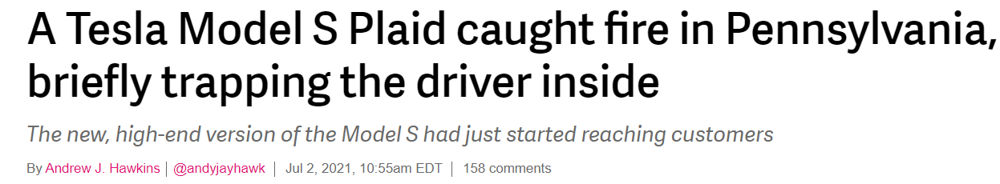 A Tesla Model S Plaid caught fire in Pennsylvania,
briefly trapping the driver inside
The new, high-end version of the Model S had just started reaching customers
By Andrew J. Hawkins | @andyjayhawk | Jul 2, 2021, 10:55am EDT | 158 comments